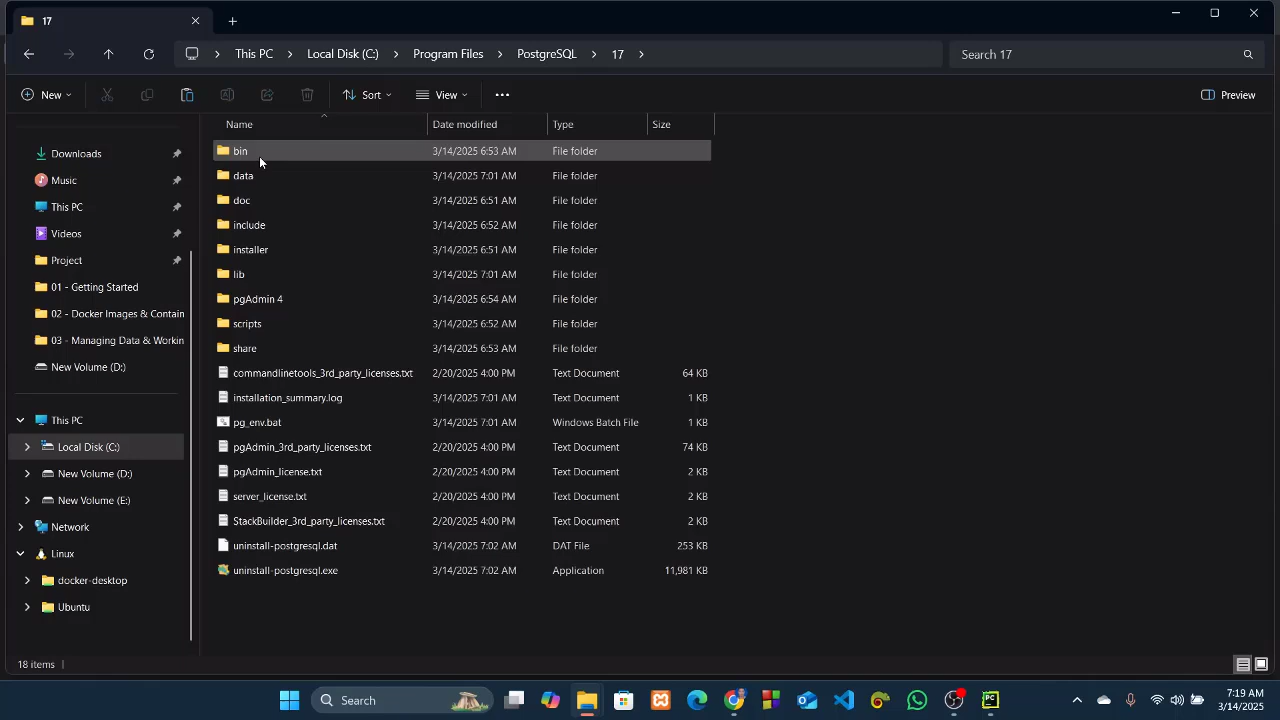 17
This PC
Local Disk (C:)
Program Files
PostgreSQL
17
Search 17
New
Sort
View
Preview
Name
Date modified
Type
Size
bin 3/14/2025 6:53 AM File folder
data 3/14/2025 7:01 AM File folder
doc 3/14/2025 6:51 AM File folder
include 3/14/2025 6:52 AM File folder
installer 3/14/2025 6:51 AM File folder
lib 3/14/2025 7:01 AM File folder
pgAdmin 4 3/14/2025 6:54 AM File folder
scripts 3/14/2025 6:52 AM File folder
share 3/14/2025 6:53 AM File folder
commandlinetools_3rd_party_licenses.txt 2/20/2025 4:00 PM Text Document 64 KB
installation_summary.log 3/14/2025 7:01 AM Text Document 1 KB
pg_env.bat 3/14/2025 7:01 AM Windows Batch File 1 KB
pgAdmin_3rd_party_licenses.txt 2/20/2025 4:00 PM Text Document 74 KB
pgAdmin_license.txt 2/20/2025 4:00 PM Text Document 2 KB
server_license.txt 2/20/2025 4:00 PM Text Document 2 KB
StackBuilder_3rd_party_licenses.txt 2/20/2025 4:00 PM Text Document 2 KB
uninstall-postgresql.dat 3/14/2025 7:02 AM DAT File 253 KB
uninstall-postgresql.exe 3/14/2025 7:02 AM Application 11,981 KB
Downloads
Music
This PC
Videos
Project
01 - Getting Started
02 - Docker Images & Contain
03 - Managing Data & Workin
New Volume (D:)
This PC
Local Disk (C:)
New Volume (D:)
New Volume (E:)
Network
Linux
docker-desktop
Ubuntu
18 items
Search
PC
7:19 AM
3/14/2025